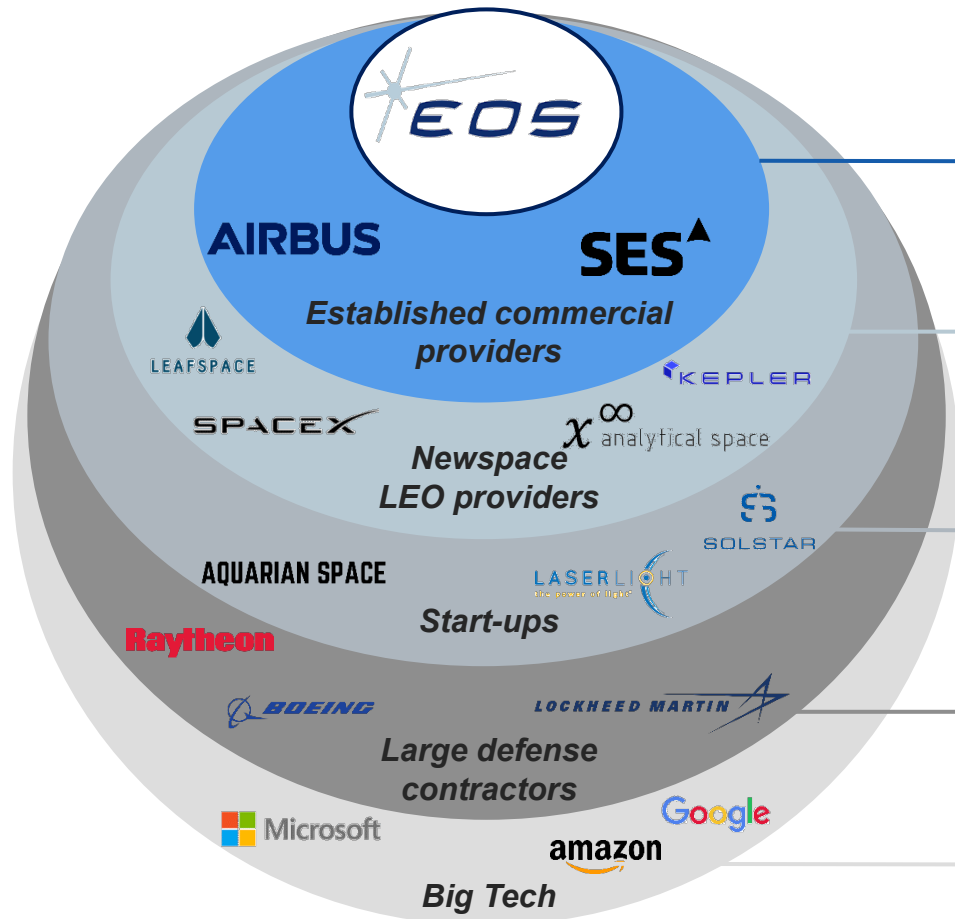 EOS
AIRBUS
SES
Established commercial
providers
LEAFSPACE
KEPLER
SPACEX
x∞
analytical space
Newspace
LEO providers
SOLSTAR
AQUARIAN SPACE
LASERLIGHT
the power of light
Start-ups
Raytheon
BOEING
LOCKHEED MARTIN
Large defense
contractors
Google
Microsoft
amazon
Big Tech